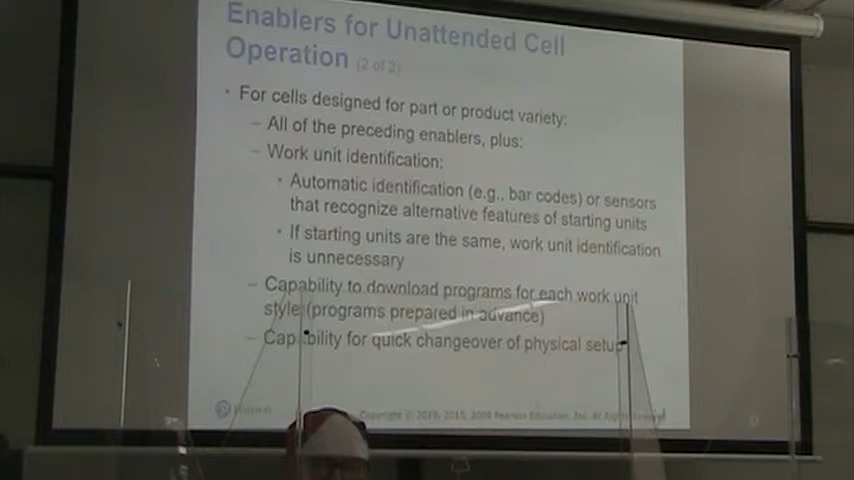 Enablers for Unattended Cell
Operation (2 of 2)
• For cells designed for part or product variety:
– All of the preceding enablers, plus:
– Work unit identification:
• Automatic identification (e.g., bar codes) or sensors
that recognize alternative features of starting units
• If starting units are the same, work unit identification
is unnecessary
– Capability to download programs for each work unit
style (programs prepared in advance)
– Capability for quick changeover of physical setup
Pearson Copyright © 2019, 2015, 2008 Pearson Education, Inc. All Rights Reserved